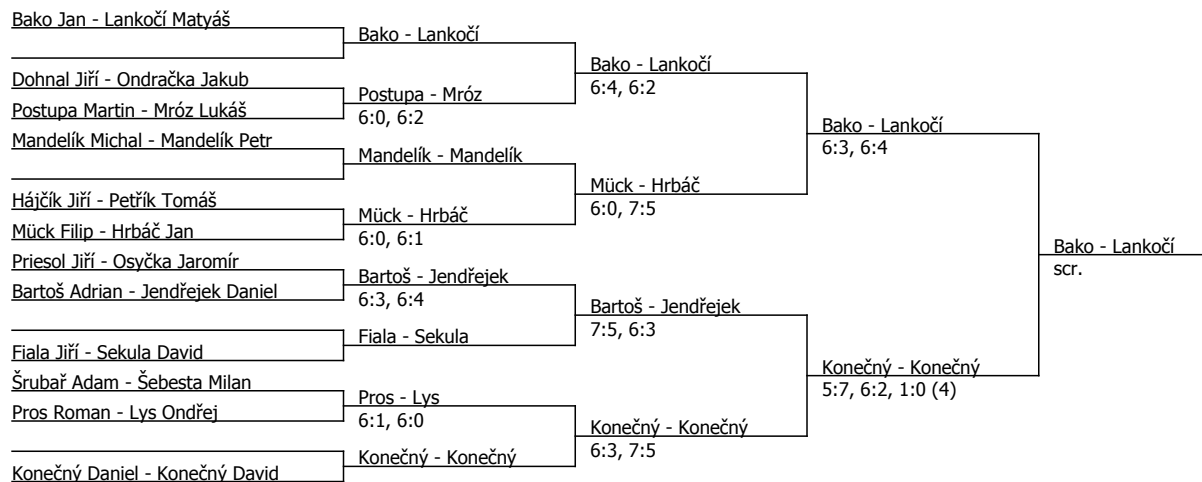 Bako Jan - Lankočí Matyáš
Dohnal Jiří - Ondračka Jakub
Postupa Martin - Mróz Lukáš
Mandelík Michal - Mandelík Petr
Hájčík Jiří - Petřík Tomáš
Mück Filip - Hrbáč Jan
Priesol Jiří - Osyčka Jaromír
Bartoš Adrian - Jendřejek Daniel
Fiala Jiří - Sekula David
Šrubař Adam - Šebesta Milan
Pros Roman - Lys Ondřej
Konečný Daniel - Konečný David
Bako - Lankočí
Postupa - Mróz
6:0, 6:2
Mandelík - Mandelík
Mück - Hrbáč
6:0, 6:1
Bartoš - Jendřejek
6:3, 6:4
Fiala - Sekula
Pros - Lys
6:1, 6:0
Konečný - Konečný
Bako - Lankočí
6:4, 6:2
Mück - Hrbáč
6:0, 7:5
Bartoš - Jendřejek
7:5, 6:3
Konečný - Konečný
6:3, 7:5
Bako - Lankočí
6:3, 6:4
Konečný - Konečný
5:7, 6:2, 1:0 (4)
Bako - Lankočí
scr.